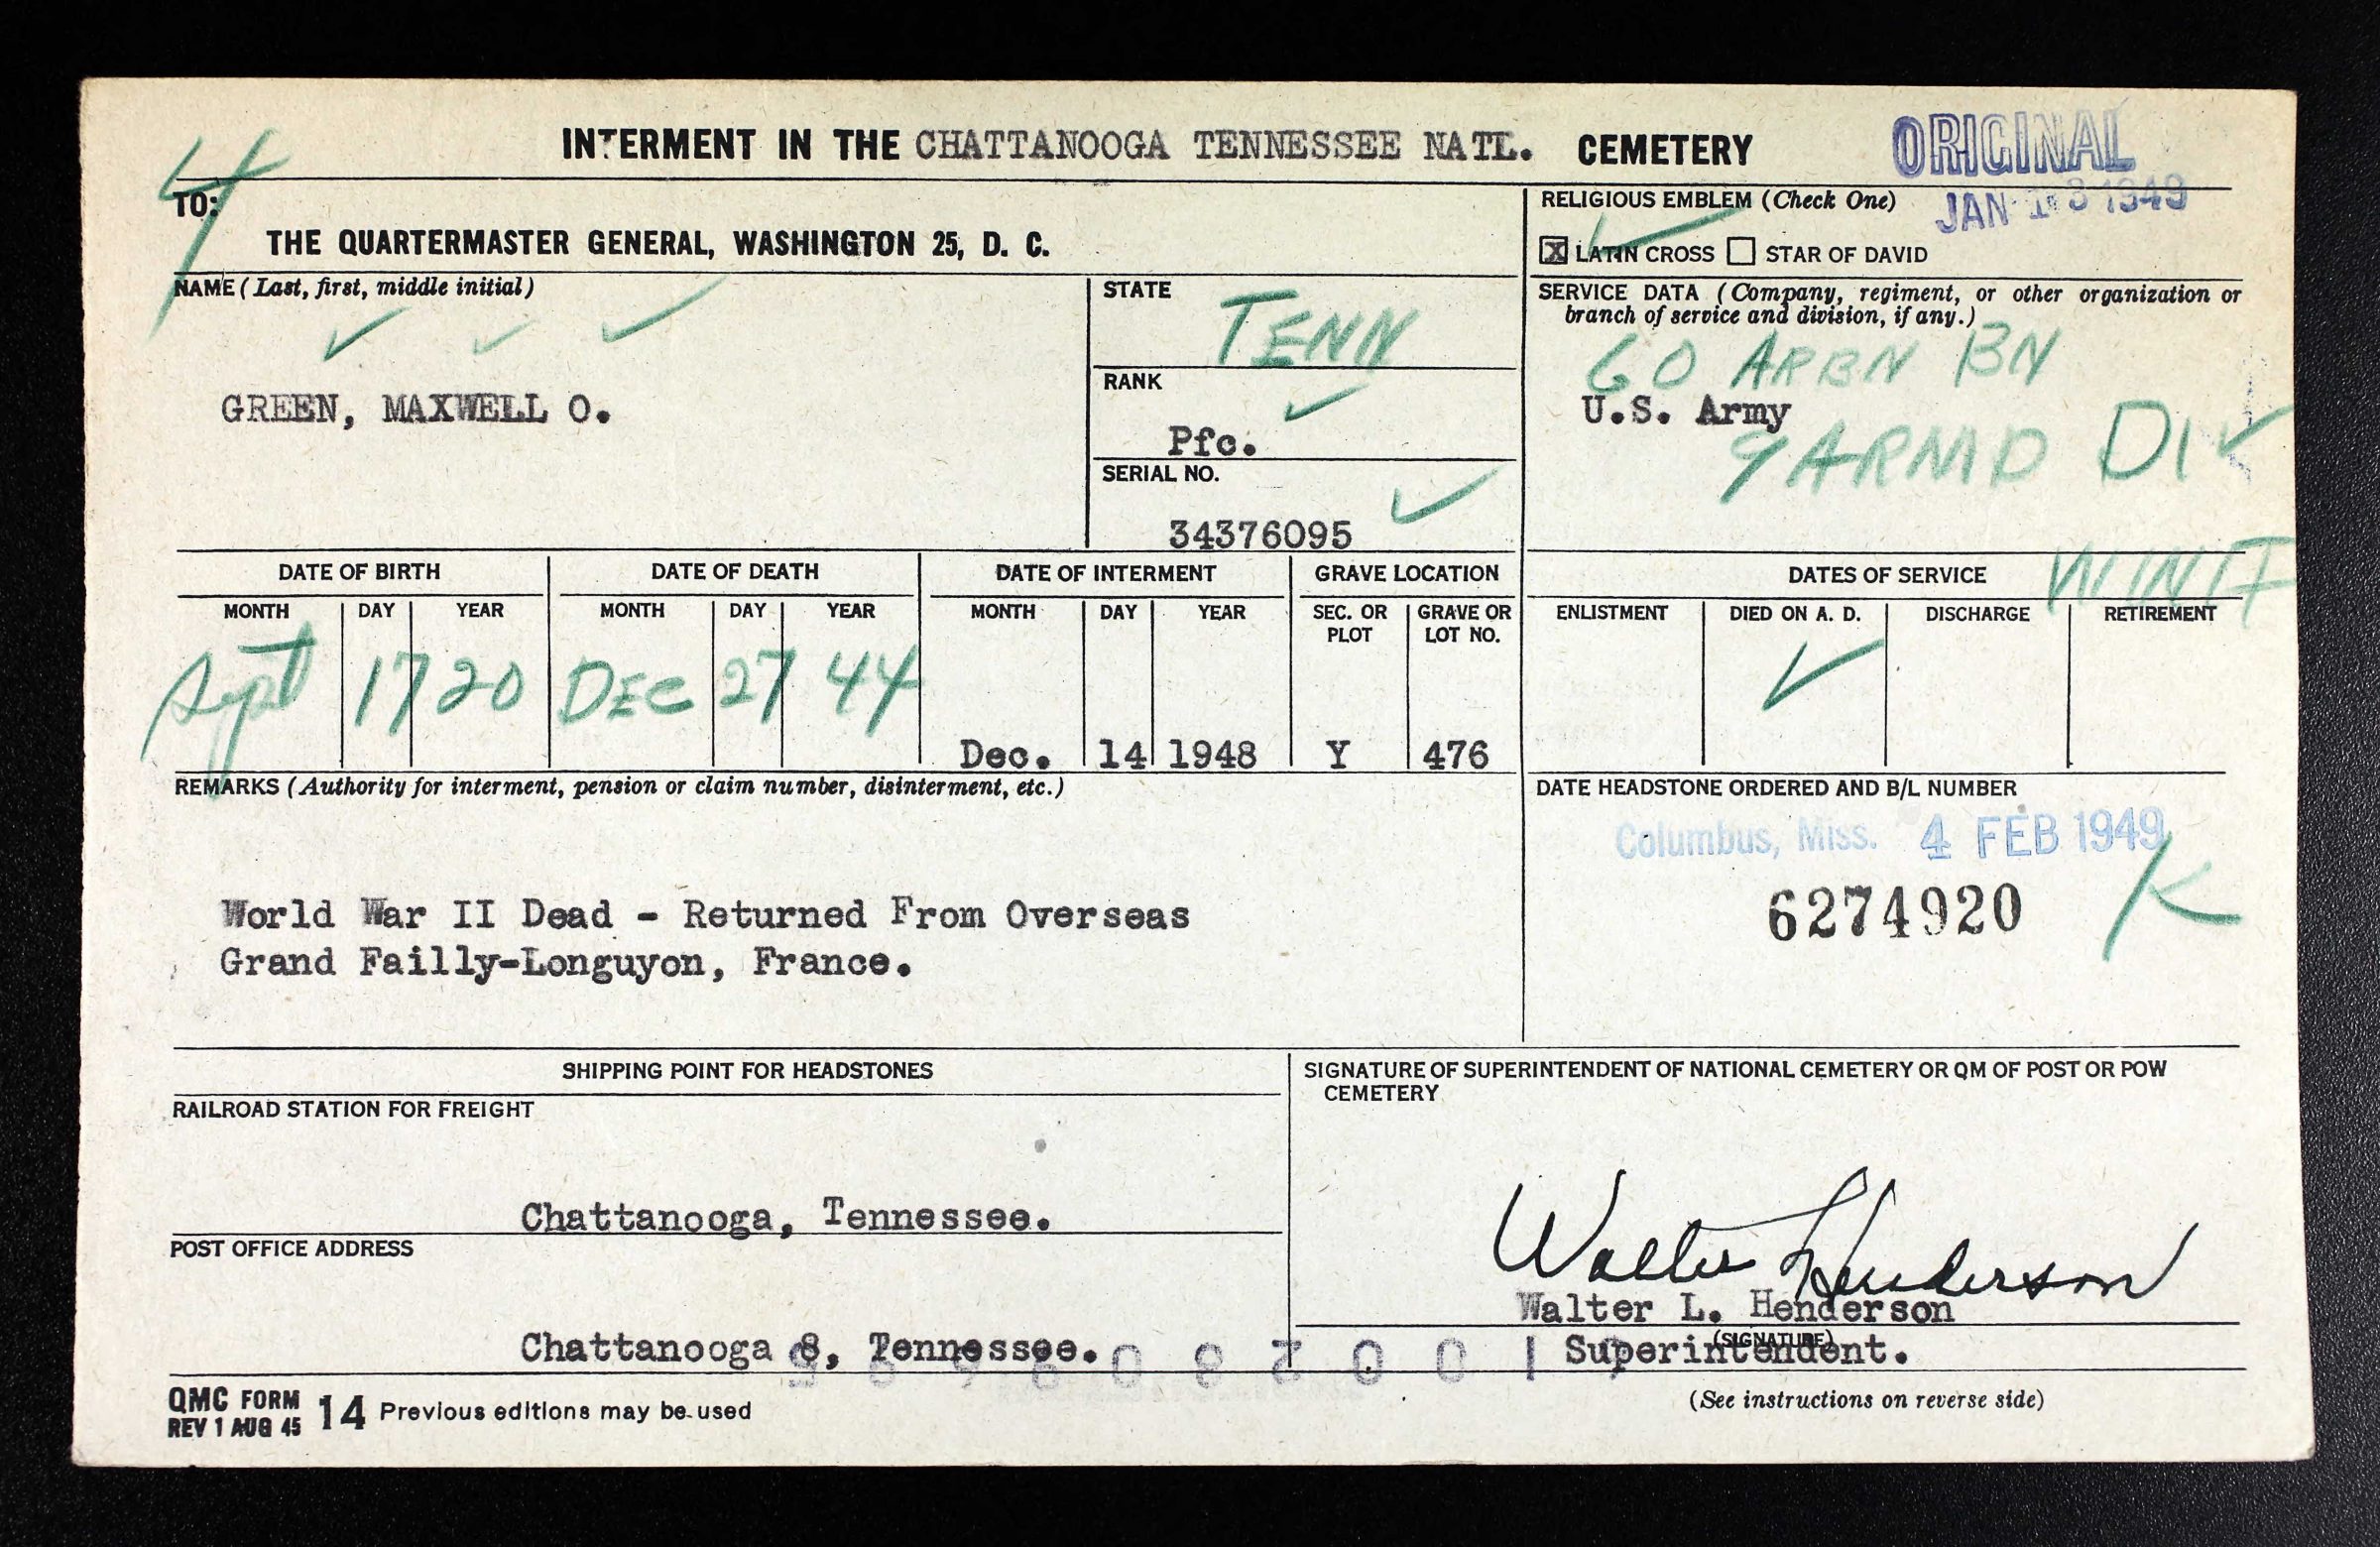 INTERMENT IN THE CHATTANOOGA TENNESSEE NATL. CEMETERY
ORIGINAL
4
TO:
THE QUARTERMASTER GENERAL, WASHINGTON 25, D. C.
RELIGIOUS EMBLEM (Check One)
JAN 13 1949
X LATIN CROSS STAR OF DAVID
NAME (Last, first, middle initial)
GREEN, MAXWELL O.
STATE
TENN
RANK
Pfc.
SERIAL NO.
34376095
SERVICE DATA (Company, regiment, or other organization or
branch of service and division, if any.)
60 ARBN BN
U.S. Army
9 ARMD DIV
DATE OF BIRTH DATE OF DEATH DATE OF INTERMENT GRAVE LOCATION
MONTH DAY YEAR MONTH DAY YEAR MONTH DAY YEAR SEC. OR PLOT GRAVE OR LOT NO.
Sept 17 20 DEC 27 44 Dec. 14 1948 Y 476
DATES OF SERVICE
WWII
ENLISTMENT DIED ON A. D. DISCHARGE RETIREMENT
REMARKS (Authority for interment, pension or claim number, disinterment, etc.)
World War II Dead - Returned From Overseas
Grand Failly-Longuyon, France.
DATE HEADSTONE ORDERED AND B/L NUMBER
Columbus, Miss. 4 FEB 1949
6274920 K
SHIPPING POINT FOR HEADSTONES
RAILROAD STATION FOR FREIGHT
Chattanooga, Tennessee.
POST OFFICE ADDRESS
Chattanooga 8, Tennessee.
SIGNATURE OF SUPERINTENDENT OF NATIONAL CEMETERY OR QM OF POST OR POW
CEMETERY
Walter L Henderson
Walter L. Henderson
(SIGNATURE)
Superintendent.
QMC FORM 14 Previous editions may be used
REV 1 AUG 45
(See instructions on reverse side)